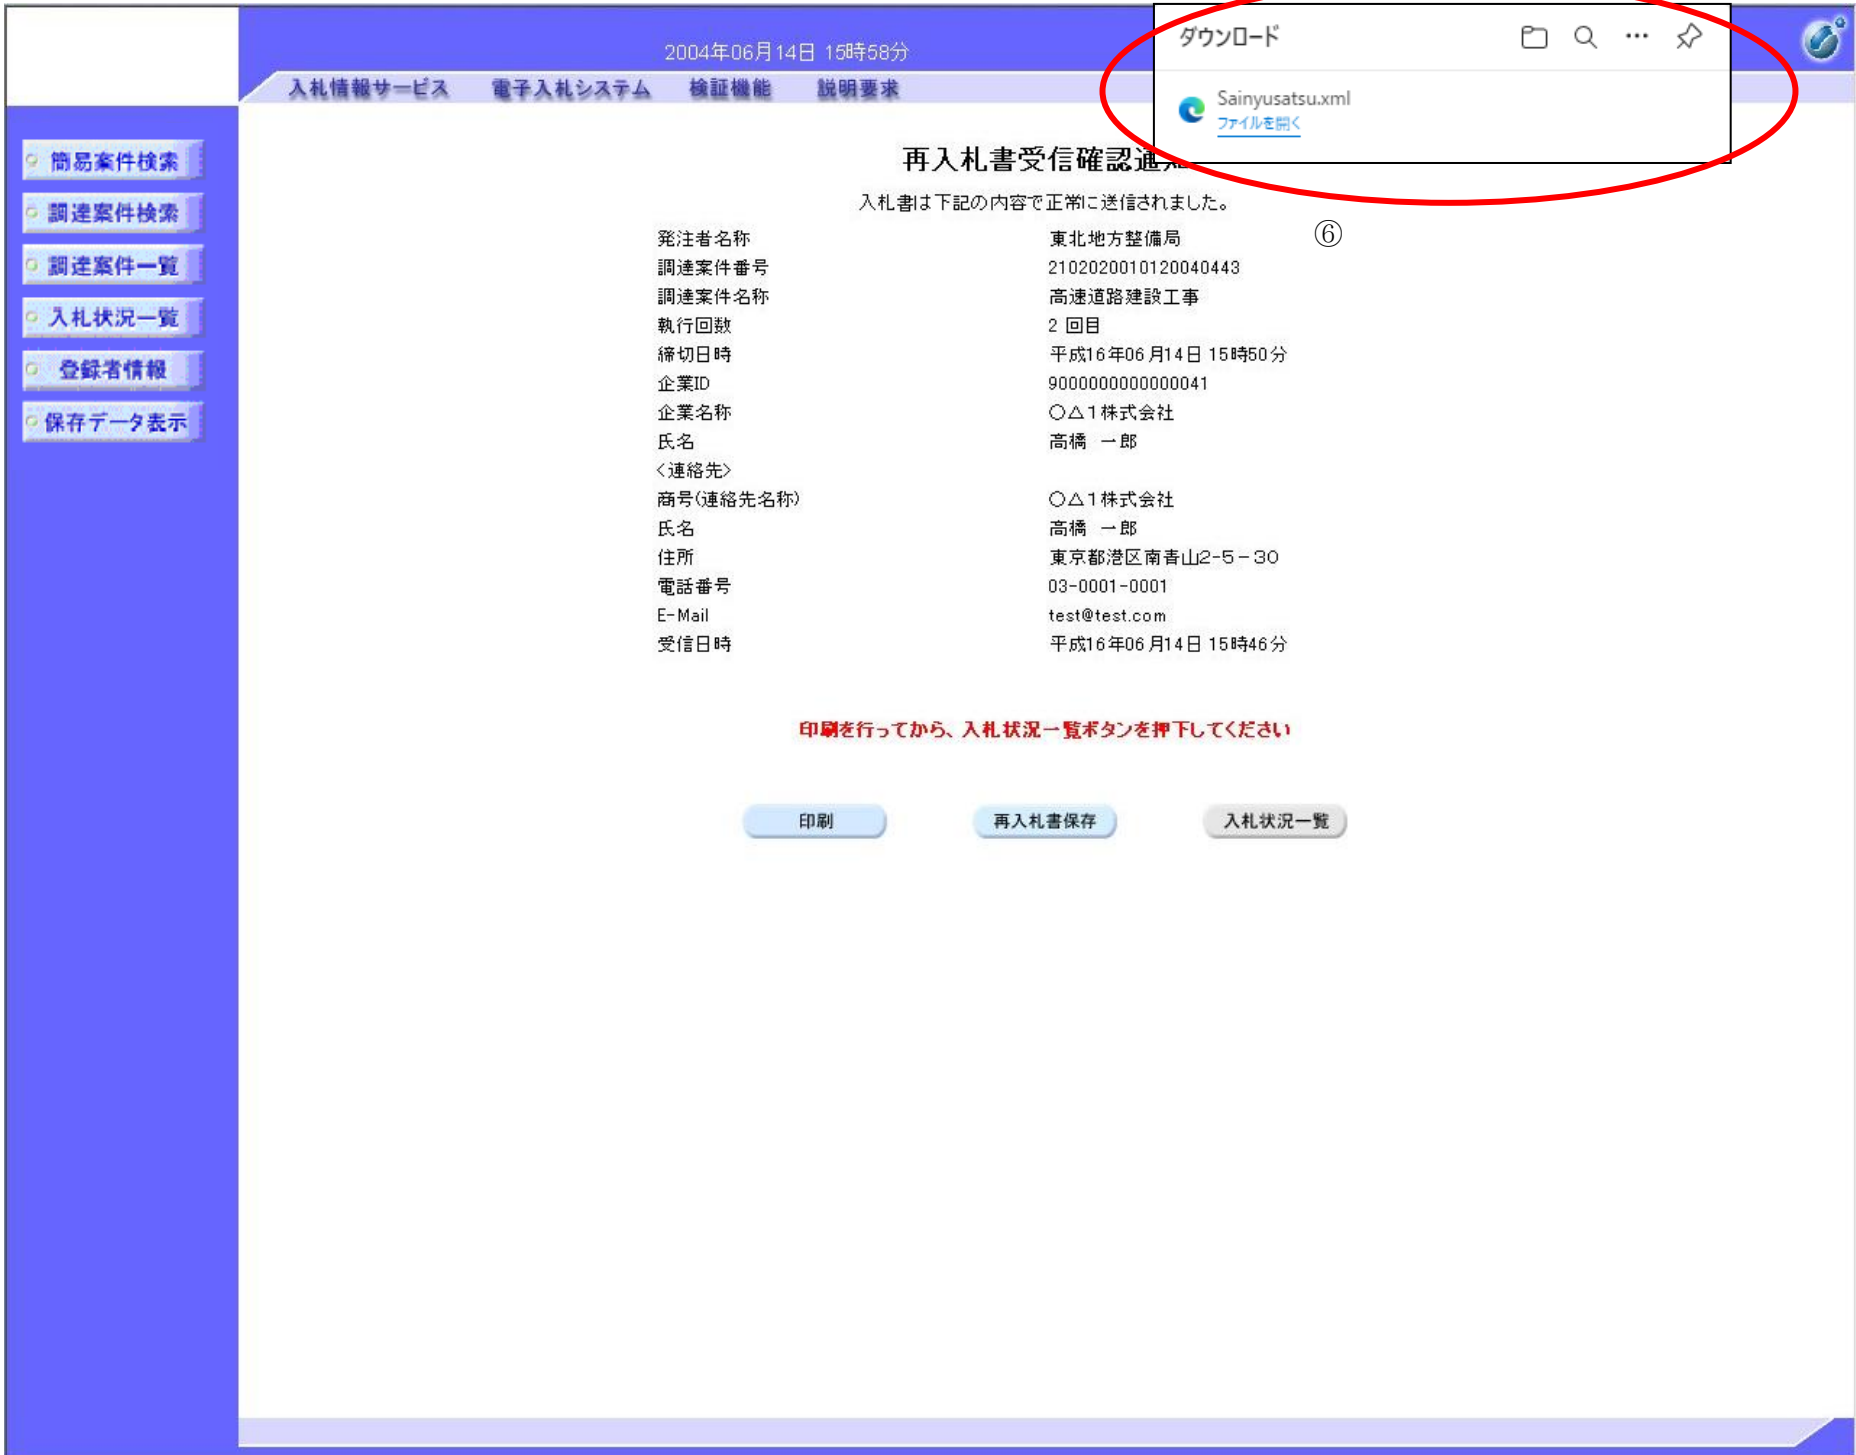 2004年06月14日 15時58分
ダウンロード
入札情報サービス 電子入札システム 検証機能 説明要求
Sainyusatsu.xml
ファイルを開く
簡易案件検索
調達案件検索
調達案件一覧
入札状況一覧
登録者情報
保存データ表示
再入札書受信確認通
入札書は下記の内容で正常に送信されました。
⑥
発注者名称 東北地方整備局
調達案件番号 2102020010120040443
調達案件名称 高速道路建設工事
執行回数 2 回目
締切日時 平成16年06月14日 15時50分
企業ID 9000000000000041
企業名称 ○△1株式会社
氏名 高橋 一郎
<連絡先>
商号(連絡先名称) ○△1株式会社
氏名 高橋 一郎
住所 東京都港区南青山2-5-30
電話番号 03-0001-0001
E-Mail test@test.com
受信日時 平成16年06月14日 15時46分
印刷を行ってから、入札状況一覧ボタンを押下してください
印刷 再入札書保存 入札状況一覧